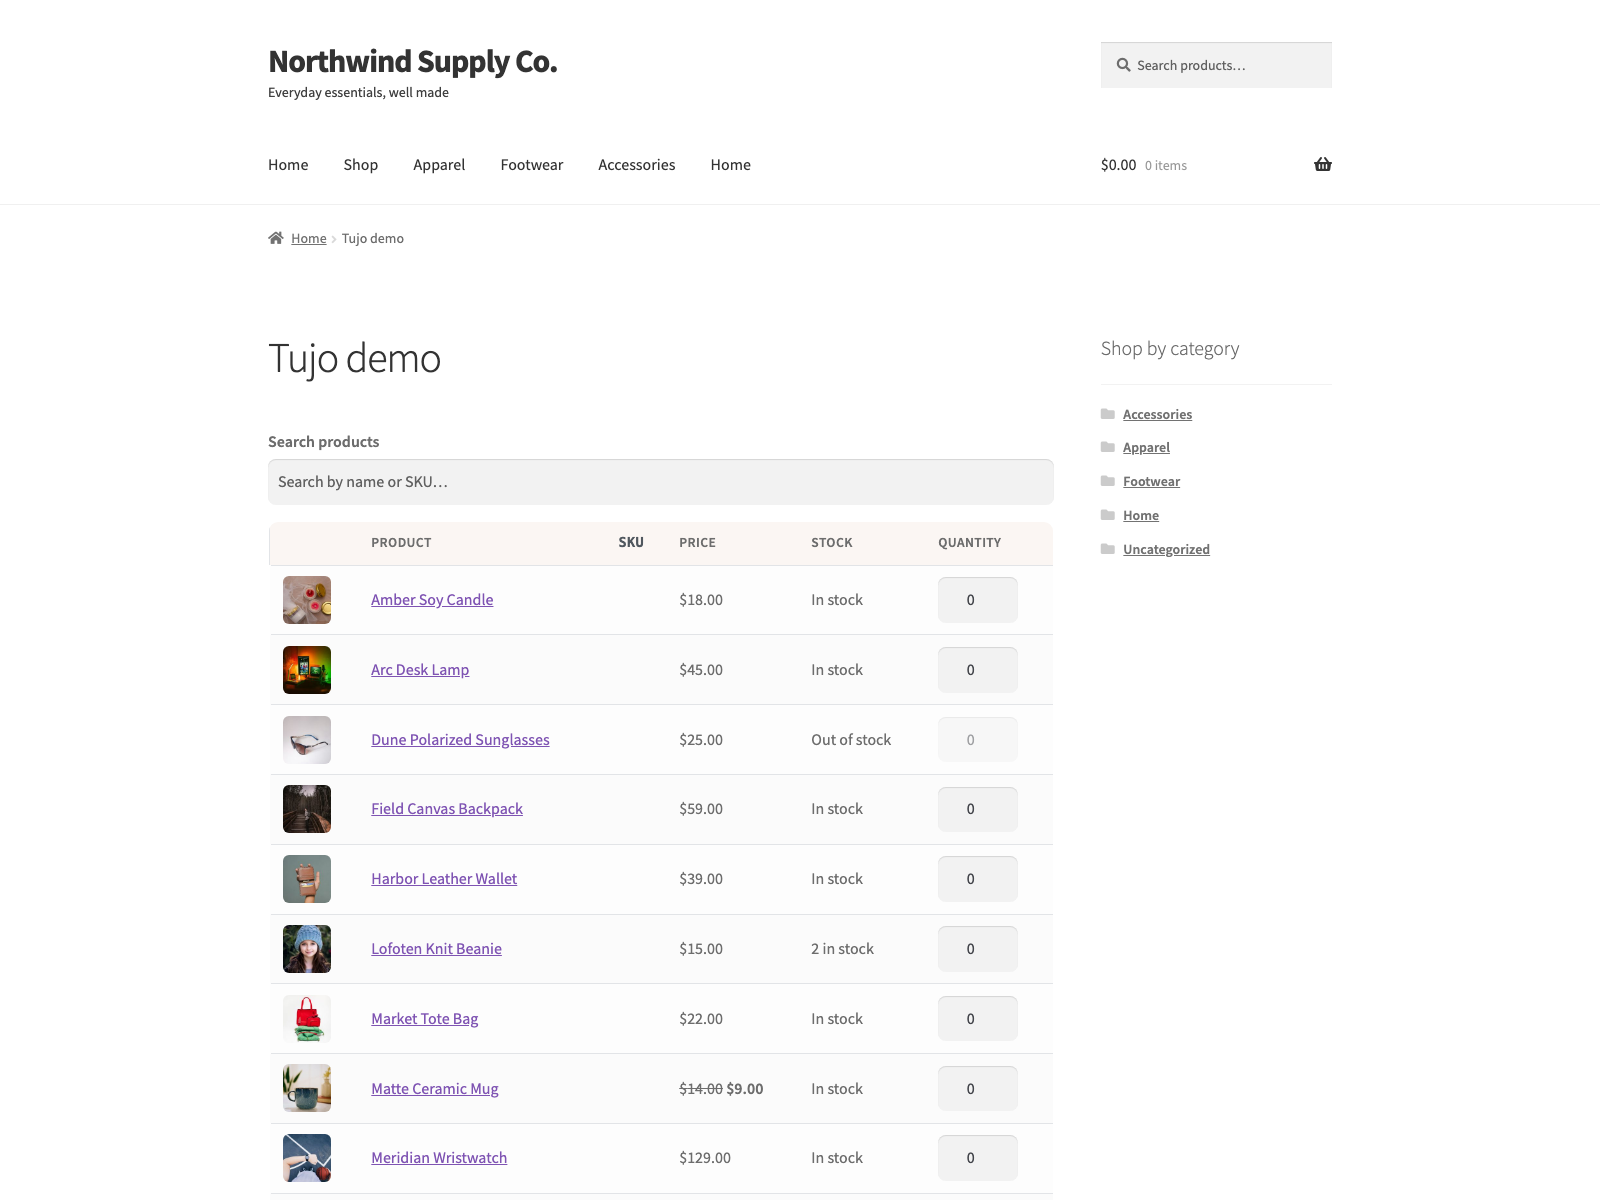 Northwind Supply Co.
Everyday essentials, well made
Search products…
Home Shop Apparel Footwear Accessories Home
$0.00 0 items
Home Tujo demo
Tujo demo
Search products
Search by name or SKU…
PRODUCT SKU PRICE STOCK QUANTITY
Amber Soy Candle $18.00 In stock 0
Arc Desk Lamp $45.00 In stock 0
Dune Polarized Sunglasses $25.00 Out of stock 0
Field Canvas Backpack $59.00 In stock 0
Harbor Leather Wallet $39.00 In stock 0
Lofoten Knit Beanie $15.00 2 in stock 0
Market Tote Bag $22.00 In stock 0
Matte Ceramic Mug $14.00 $9.00 In stock 0
Meridian Wristwatch $129.00 In stock 0
Shop by category
Accessories
Apparel
Footwear
Home
Uncategorized